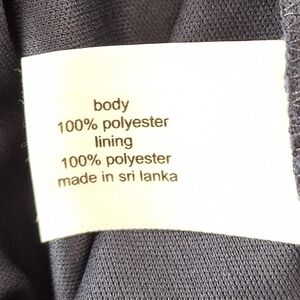 body
100% polyester
lining
100% polyester
made in sri lanka